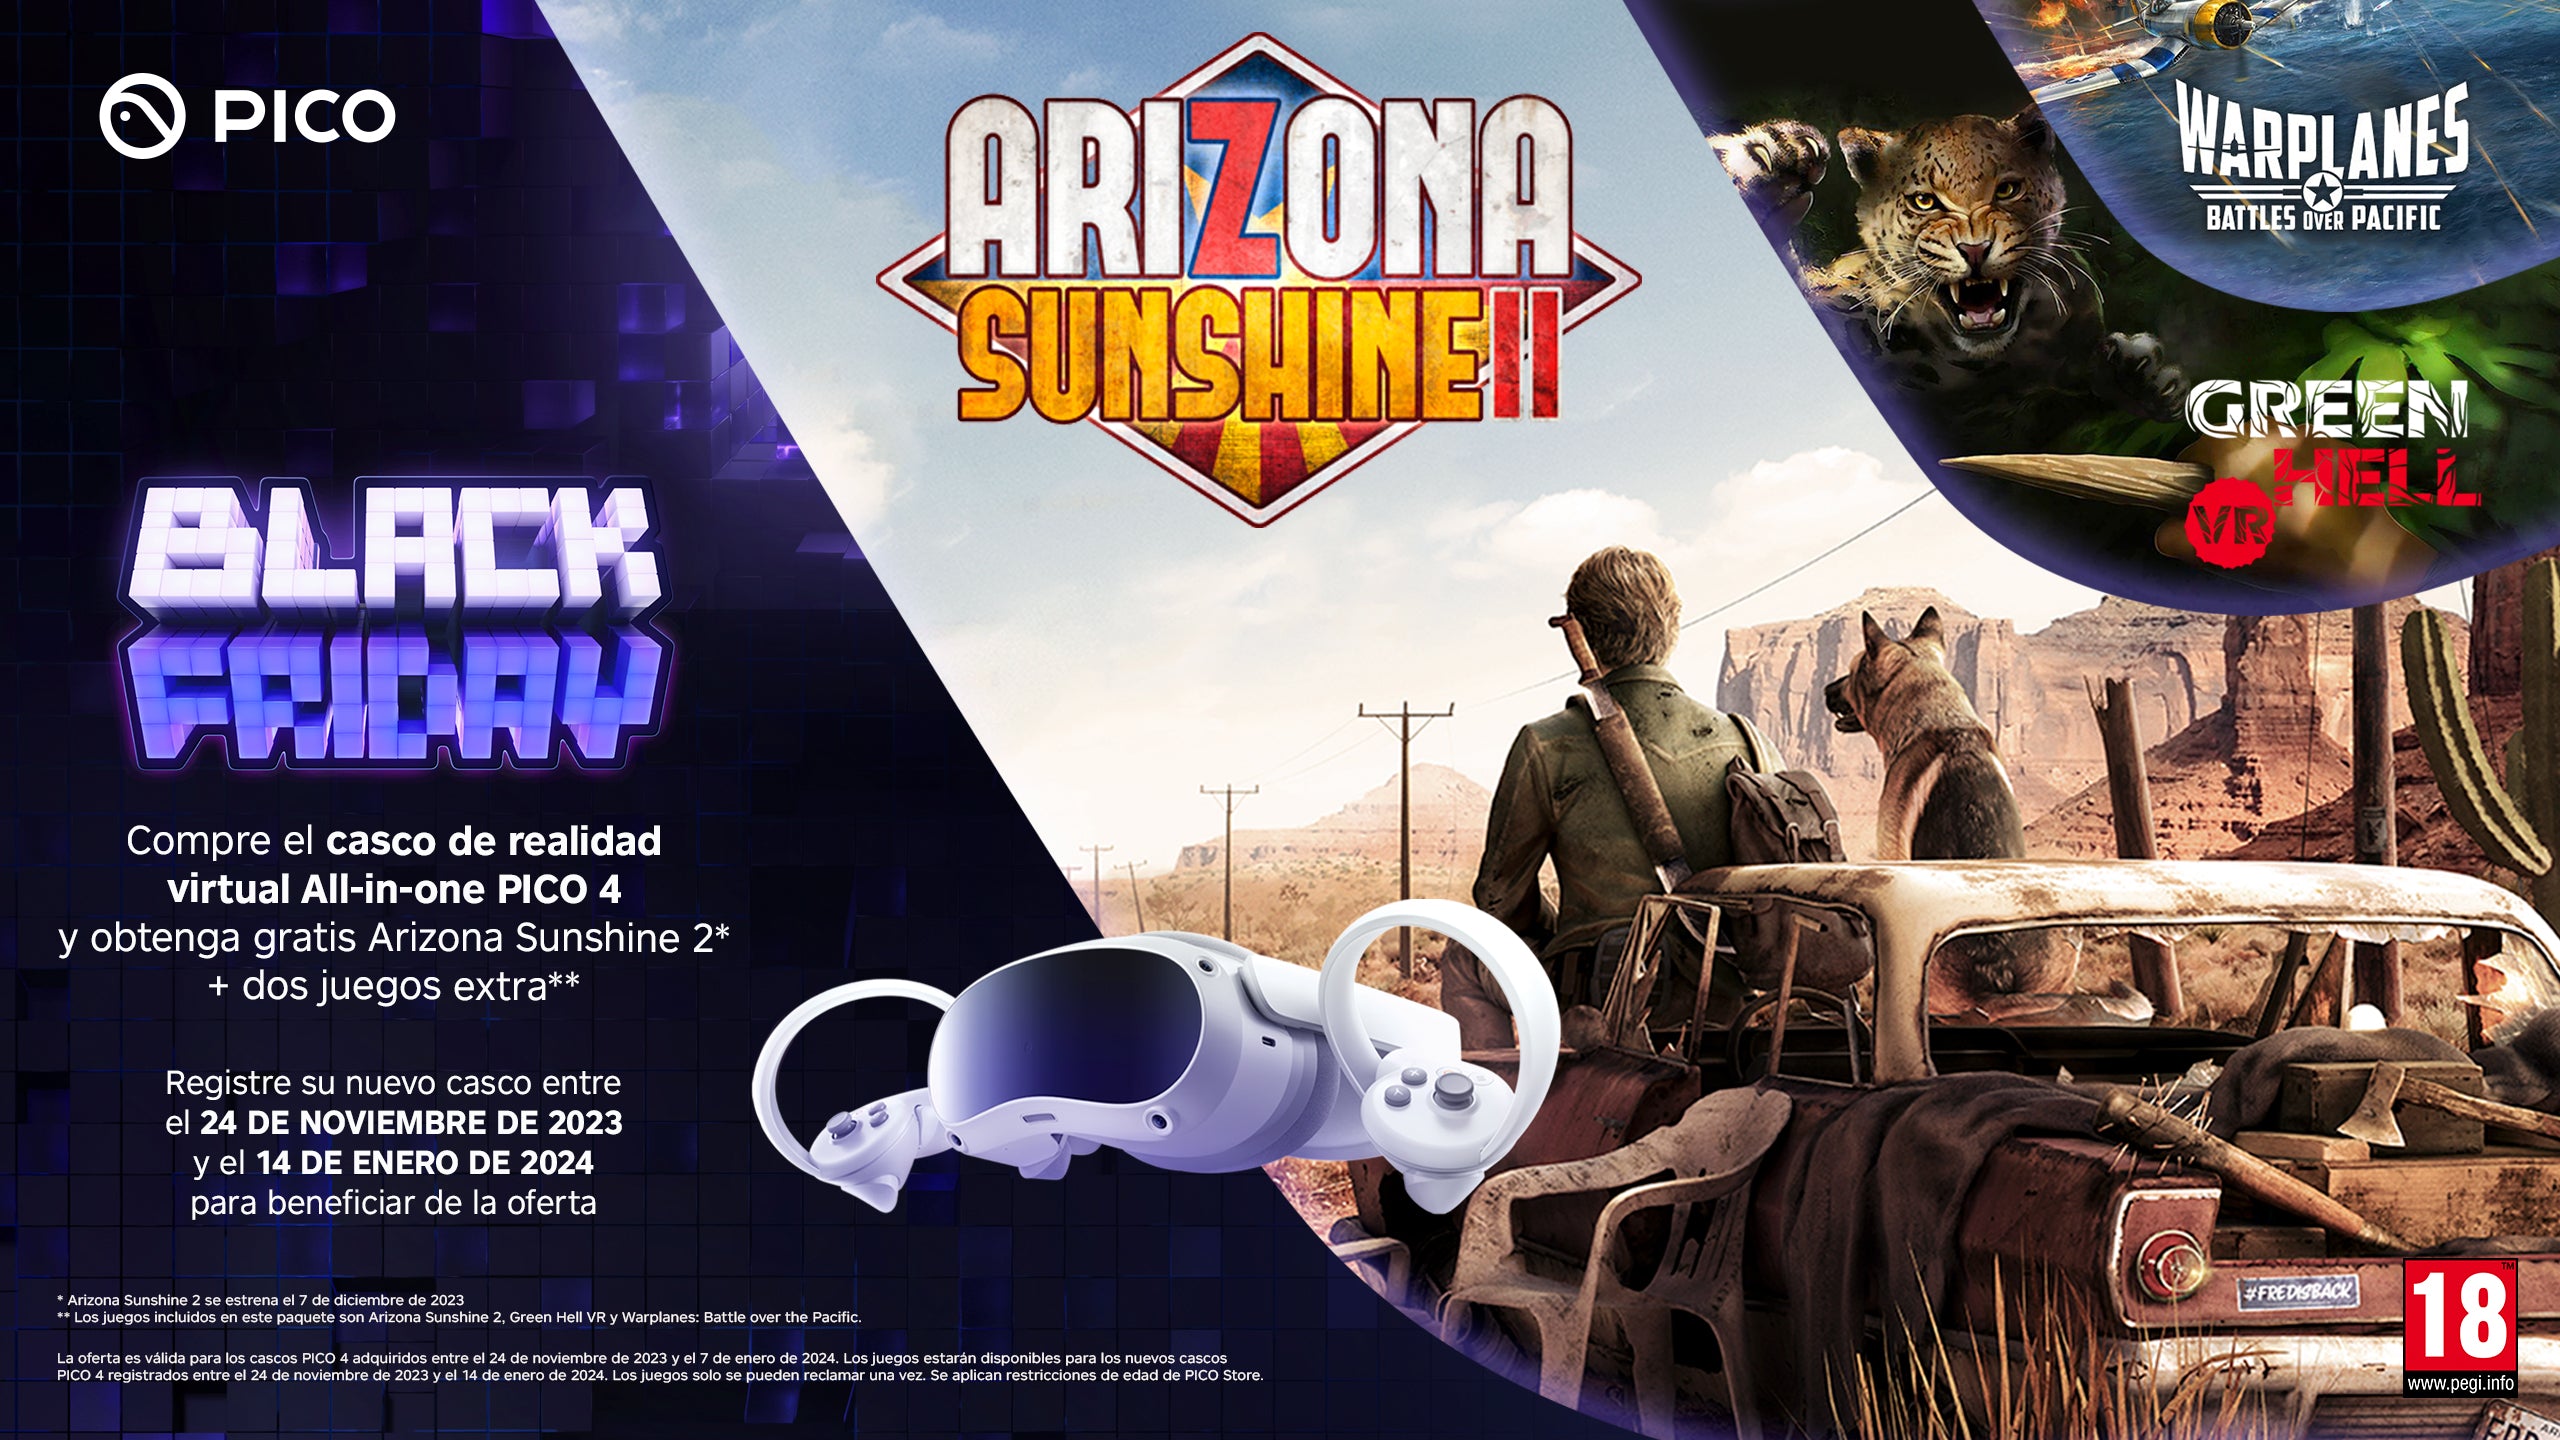 PICO
ARIZONA
SUNSHINE II
WARPLANES
BATTLES OVER PACIFIC
GREEN
HELL
VR
BLACK
FRIDAY
Compre el casco de realidad
virtual All-in-one PICO 4
y obtenga gratis Arizona Sunshine 2*
+ dos juegos extra**
Registre su nuevo casco entre
el 24 DE NOVIEMBRE DE 2023
y el 14 DE ENERO DE 2024
para beneficiar de la oferta
* Arizona Sunshine 2 se estrena el 7 de diciembre de 2023
** Los juegos incluidos en este paquete son Arizona Sunshine 2, Green Hell VR y Warplanes: Battle over the Pacific.
La oferta es válida para los cascos PICO 4 adquiridos entre el 24 de noviembre de 2023 y el 7 de enero de 2024. Los juegos estarán disponibles para los nuevos cascos
PICO 4 registrados entre el 24 de noviembre de 2023 y el 14 de enero de 2024. Los juegos solo se pueden reclamar una vez. Se aplican restricciones de edad de PICO Store.
#FREDISBACK
18
TM
www.pegi.info